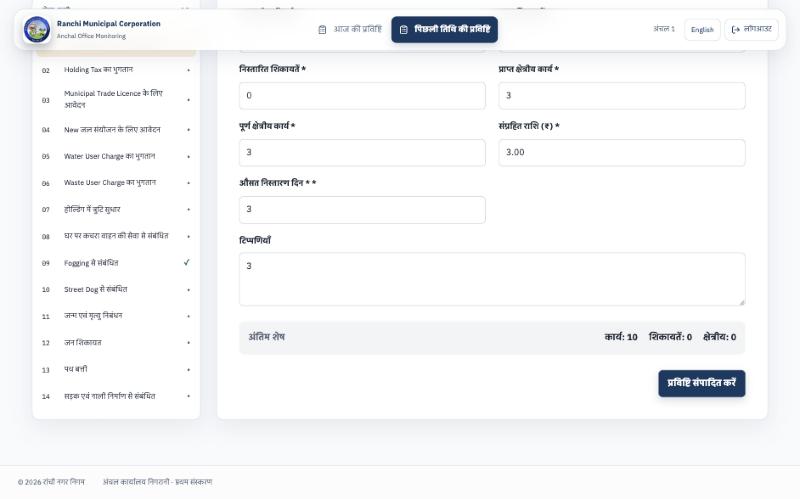 Ranchi Municipal Corporation
Anchal Office Monitoring
आज की प्रविष्टि
पिछली तिथि की प्रविष्टि
अंचल 1
English
लॉगआउट
02 Holding Tax का भुगतान
03 Municipal Trade Licence के लिए
आवेदन
04 New जल संयोजन के लिए आवेदन
05 Water User Charge का भुगतान
06 Waste User Charge का भुगतान
07 होल्डिंग में त्रुटि सुधार
08 घर पर कचरा वाहन की सेवा से संबंधित
09 Fogging से संबंधित ✓
10 Street Dog से संबंधित
11 जन्म एवं मृत्यु निबंधन
12 जन शिकायत
13 पथ बत्ती
14 सड़क एवं नाली निर्माण से संबंधित
निस्तारित शिकायतें *
0
प्राप्त क्षेत्रीय कार्य *
3
पूर्ण क्षेत्रीय कार्य *
3
संग्रहित राशि (₹) *
3.00
औसत निस्तारण दिन * *
3
टिप्पणियाँ
3
अंतिम शेष
कार्य: 10 शिकायतें: 0 क्षेत्रीय: 0
प्रविष्टि संपादित करें
© 2026 रांची नगर निगम
अंचल कार्यालय निगरानी · प्रथम संस्करण